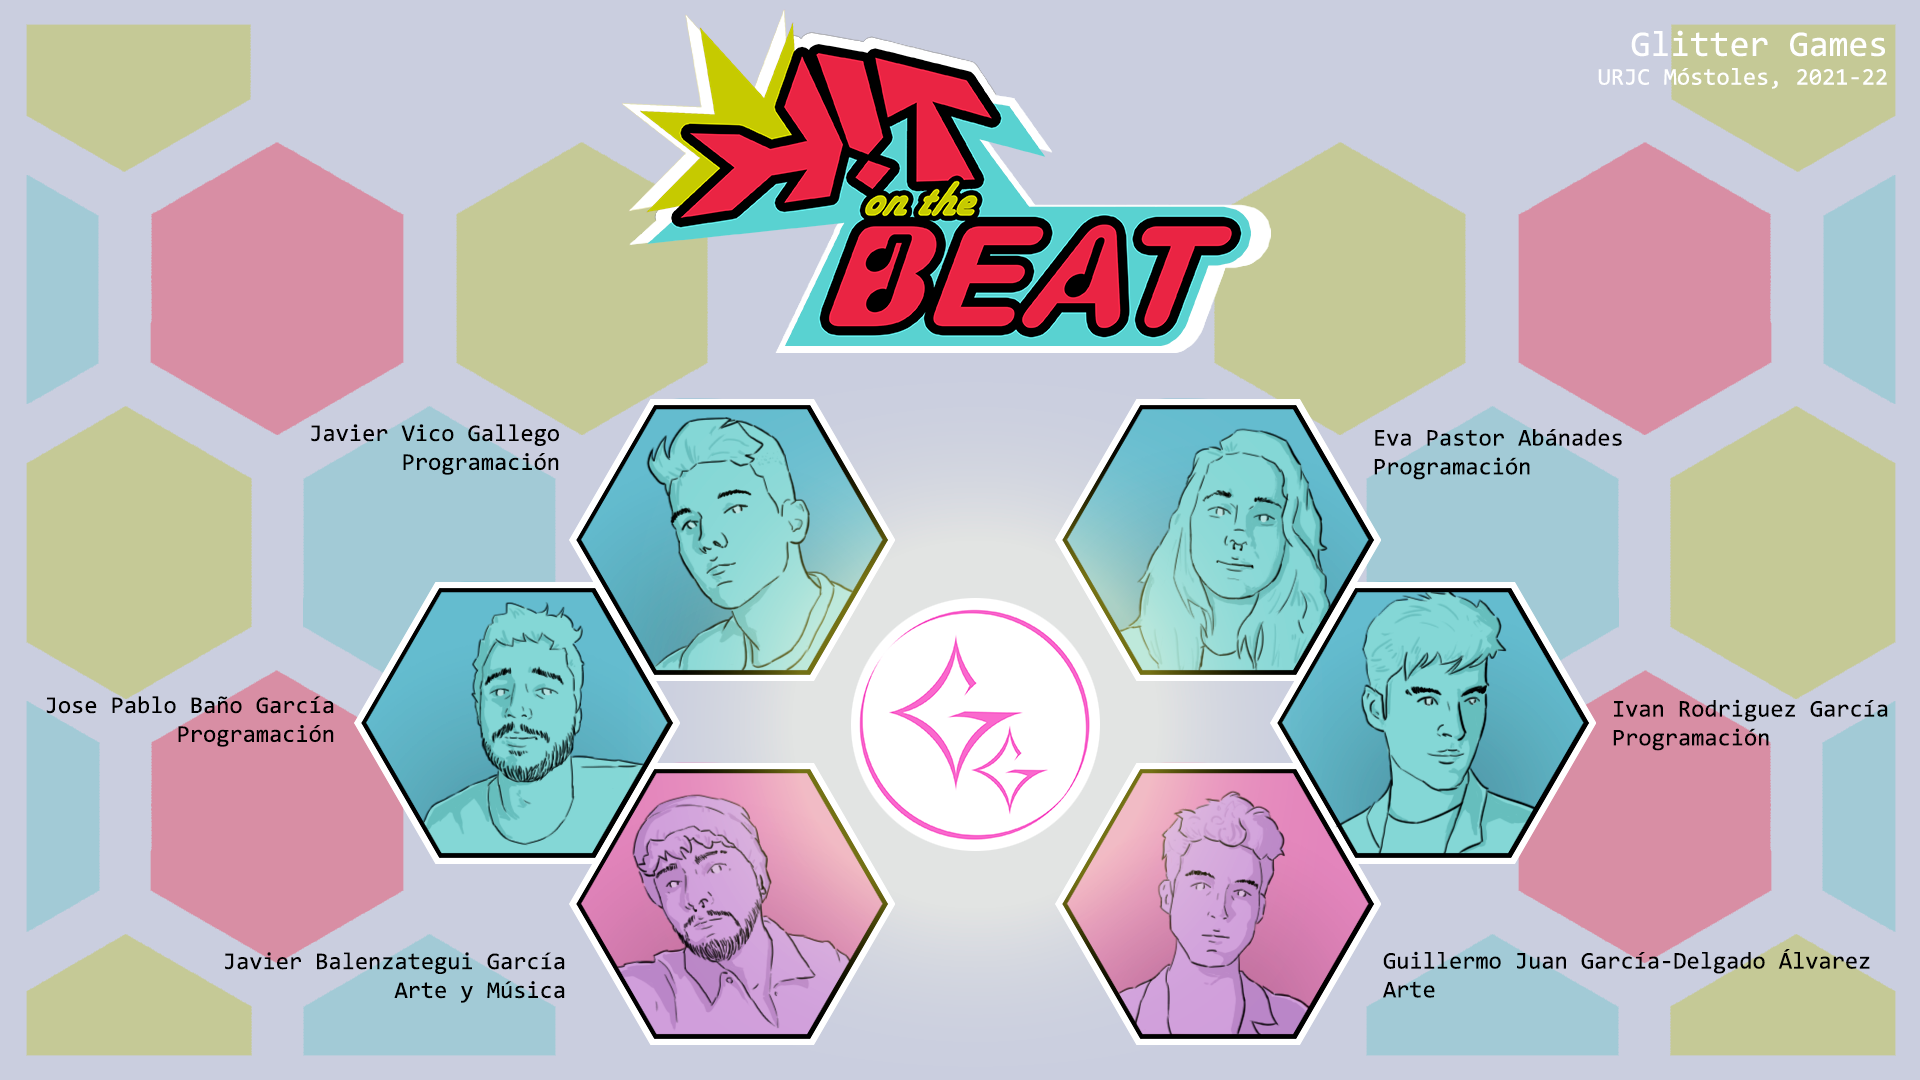 K!T
on the
BEAT
Glitter Games
URJC Móstoles, 2021-22
Javier Vico Gallego
Programación
Eva Pastor Abánades
Programación
Jose Pablo Baño García
Programación
Ivan Rodriguez García
Programación
Javier Balenzategui García
Arte y Música
Guillermo Juan García-Delgado Álvarez
Arte